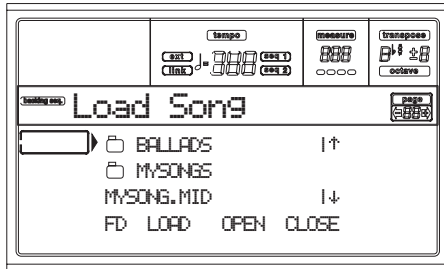 tempo
measure
transpose
ext
link
seq 1
seq 2
octave
backing seq.
Load Song
page
BALLADS
MYSONGS
MYSONG.MID
FD LOAD OPEN CLOSE